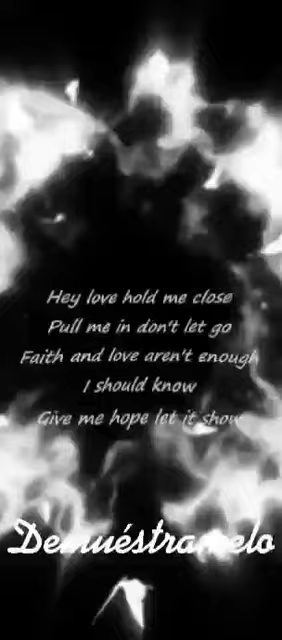 Hey love hold me close
Pull me in don't let go
Faith and love aren't enough
I should know
Give me hope let it show
Demuéstramelo